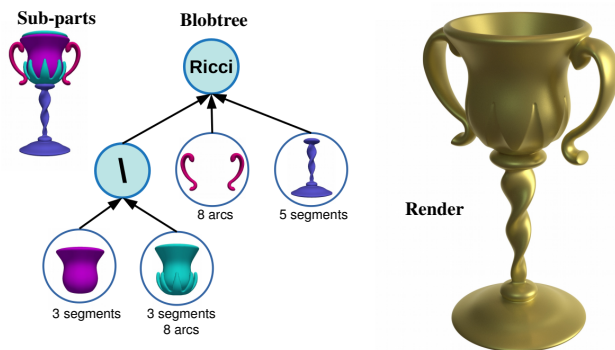 Sub-parts
Blobtree
Ricci
\
8 arcs
5 segments
Render
3 segments
3 segments
8 arcs